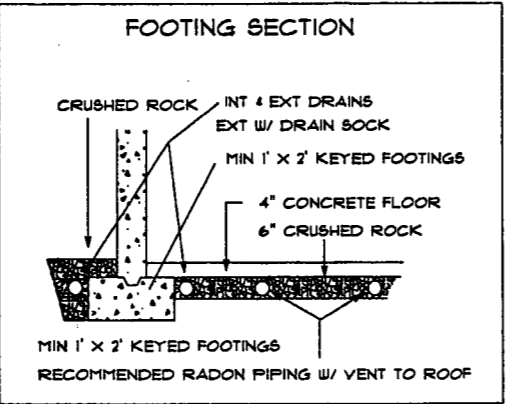 FOOTING SECTION
CRUSHED ROCK
INT & EXT DRAINS
EXT W/ DRAIN SOCK
MIN 1' X 2' KEYED FOOTINGS
4" CONCRETE FLOOR
6" CRUSHED ROCK
MIN 1' X 2' KEYED FOOTINGS
RECOMMENDED RADON PIPING W/ VENT TO ROOF